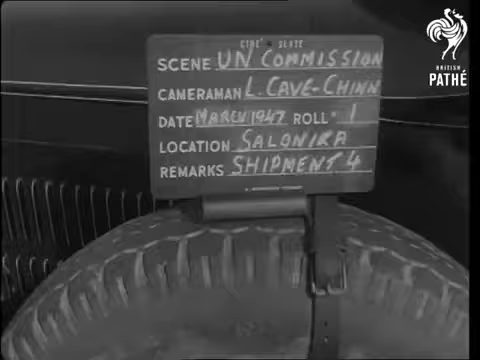 CINE SLATE
SCENE UN COMMISSION
CAMERAMAN L. CAVE-CHINN
DATE MARCH 1947 ROLL 1
LOCATION SALONIKA
REMARKS SHIPMENT 4
BRITISH
PATHÉ